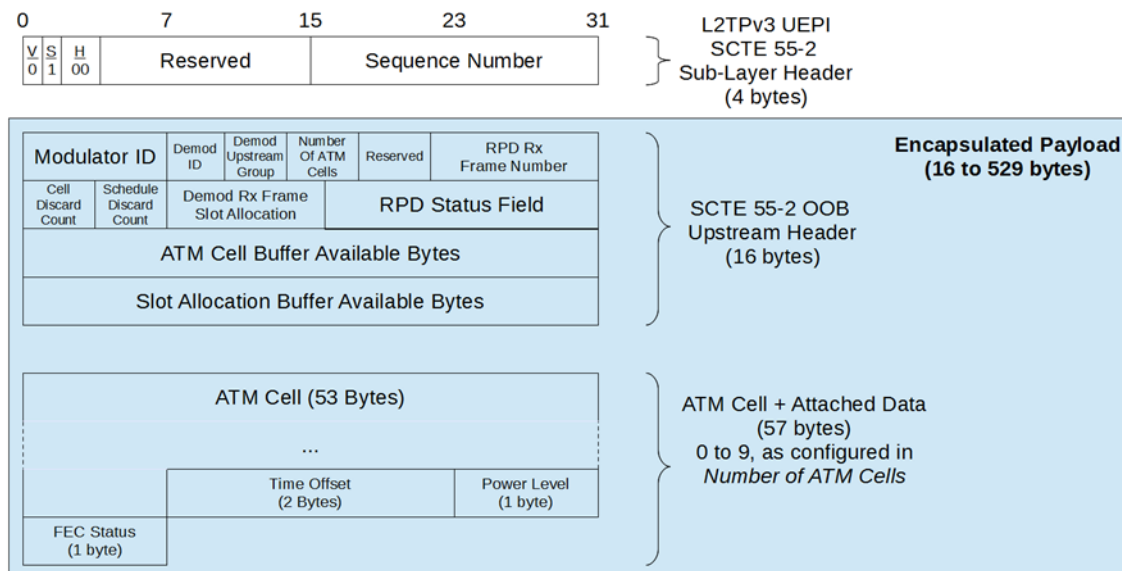 0 7 15 23 31
V
0
S
1
H
00
Reserved
Sequence Number
L2TPv3 UEPI
SCTE 55-2
Sub-Layer Header
(4 bytes)
Encapsulated Payload
(16 to 529 bytes)
Modulator ID
Demod
ID
Demod
Upstream
Group
Number
Of ATM
Cells
Reserved
RPD Rx
Frame Number
Cell
Discard
Count
Schedule
Discard
Count
Demod Rx Frame
Slot Allocation
RPD Status Field
ATM Cell Buffer Available Bytes
Slot Allocation Buffer Available Bytes
SCTE 55-2 OOB
Upstream Header
(16 bytes)
ATM Cell (53 Bytes)
...
Time Offset
(2 Bytes)
Power Level
(1 byte)
FEC Status
(1 byte)
ATM Cell + Attached Data
(57 bytes)
0 to 9, as configured in
Number of ATM Cells